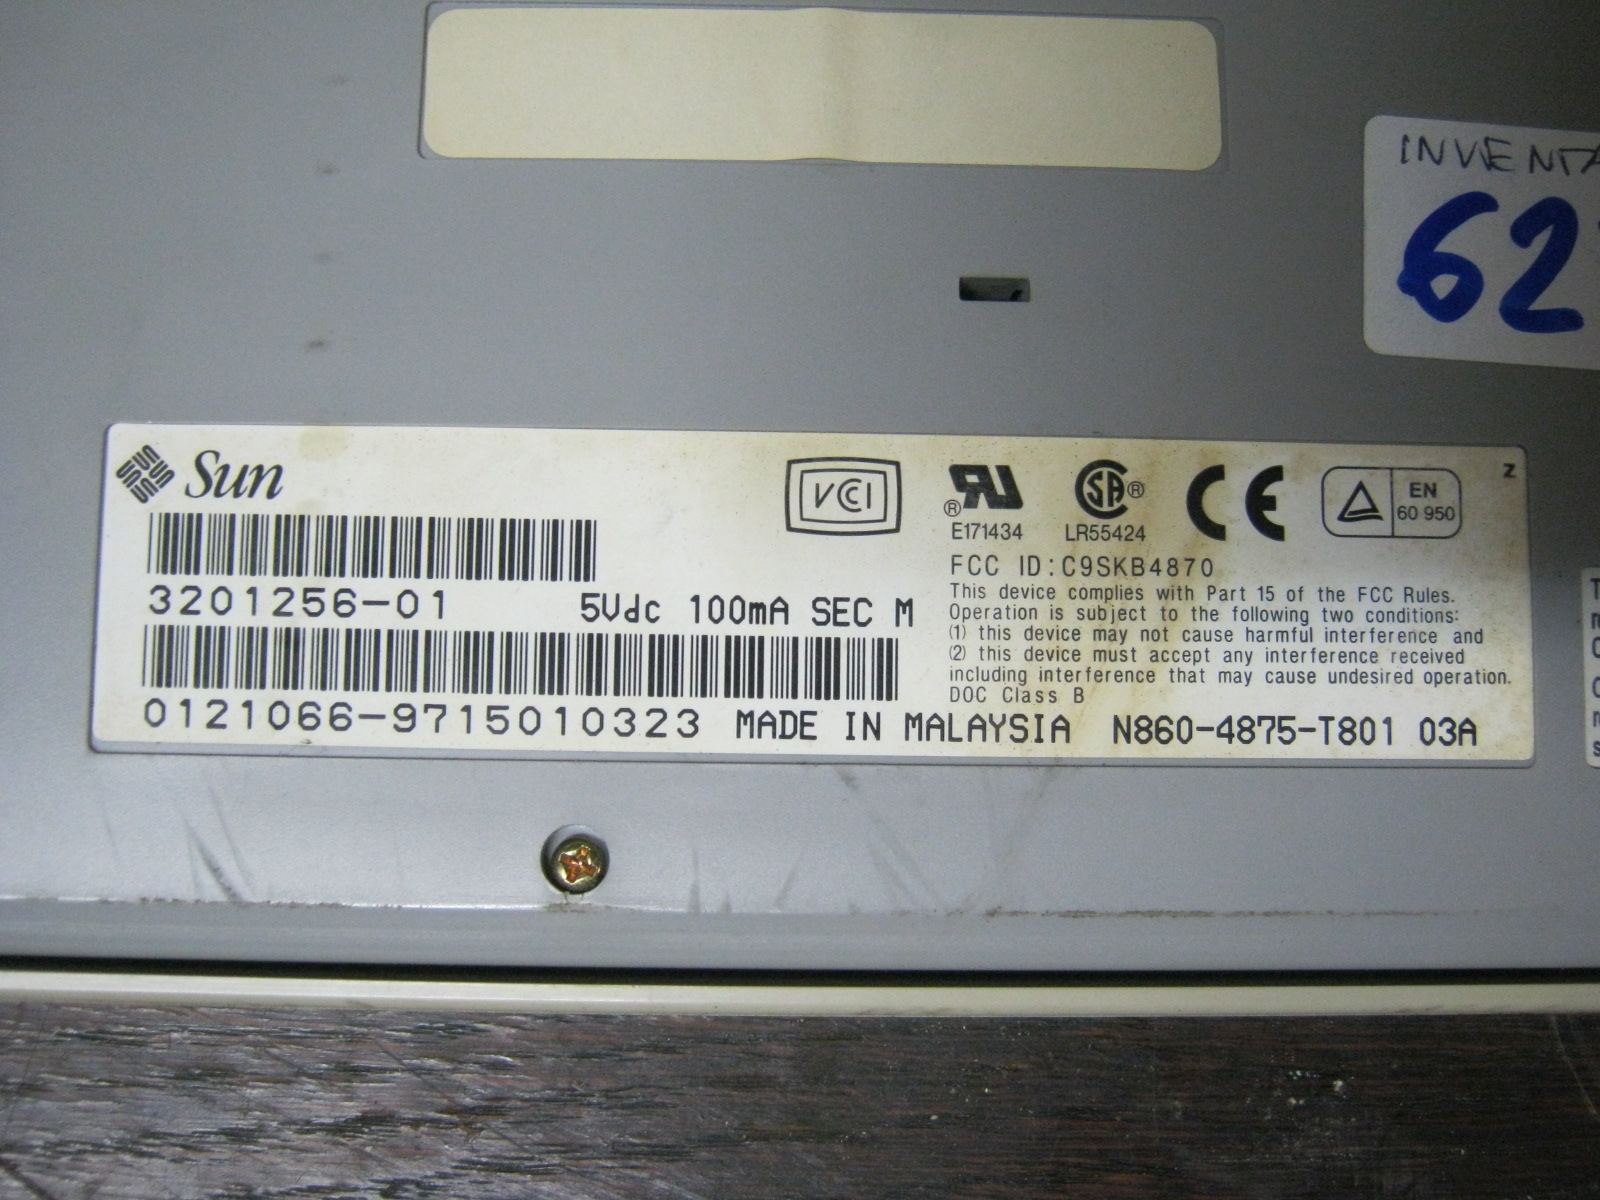 INVENTA
62
Sun
VCI
E171434
SA
LR55424
CE
EN
60 950
Z
FCC ID:C9SKB4870
3201256-01 5Vdc 100mA SEC M
This device complies with Part 15 of the FCC Rules.
Operation is subject to the following two conditions:
(1) this device may not cause harmful interference and
(2) this device must accept any interference received
including interference that may cause undesired operation.
DOC Class B
0121066-9715010323 MADE IN MALAYSIA N860-4875-T801 03A